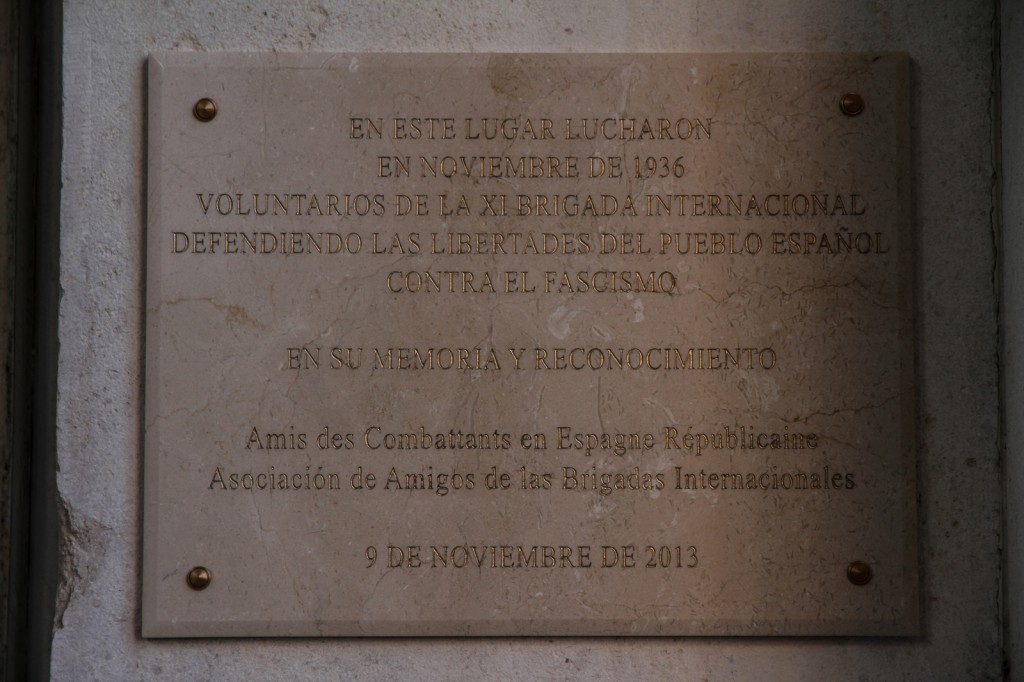 EN ESTE LUGAR LUCHARON
EN NOVIEMBRE DE 1936
VOLUNTARIOS DE LA XI BRIGADA INTERNACIONAL
DEFENDIENDO LAS LIBERTADES DEL PUEBLO ESPAÑOL
CONTRA EL FASCISMO
EN SU MEMORIA Y RECONOCIMIENTO
Amis des Combattants en Espagne Républicaine
Asociación de Amigos de las Brigadas Internacionales
9 DE NOVIEMBRE DE 2013